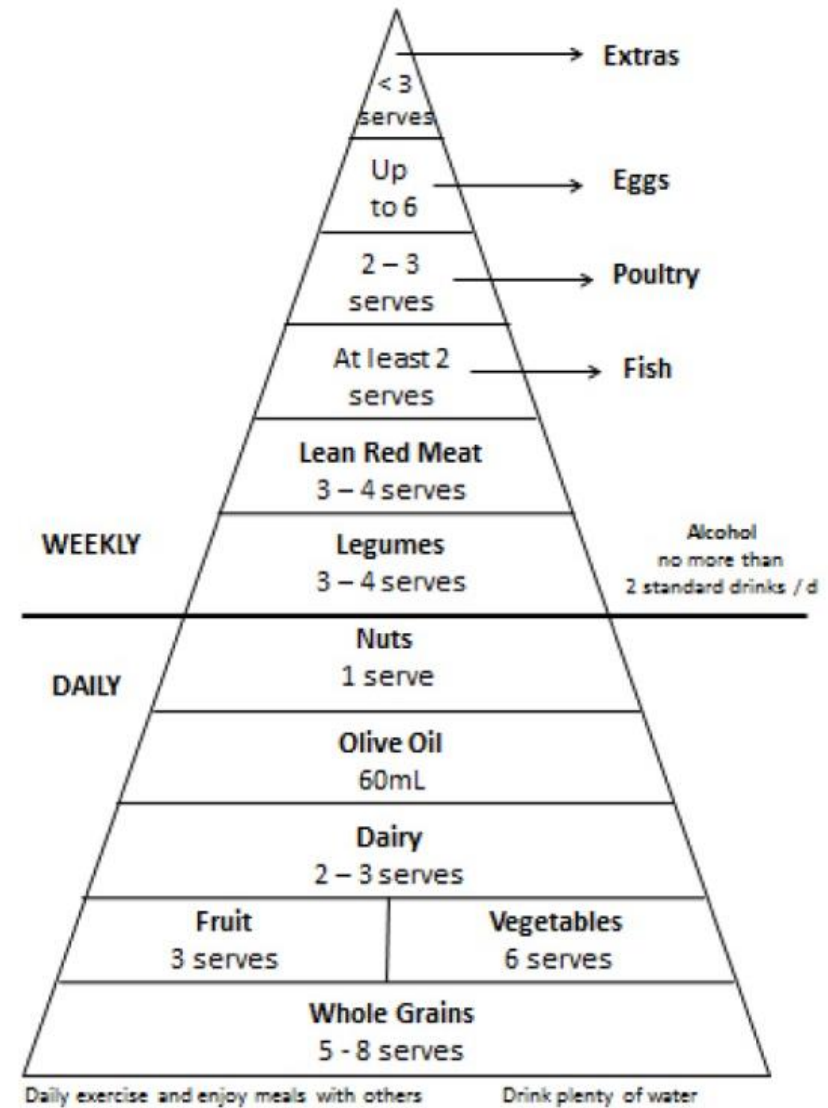 Extras
< 3
serves
Up
to 6
Eggs
2 – 3
serves
Poultry
At least 2
serves
Fish
Lean Red Meat
3 – 4 serves
WEEKLY
Legumes
3 – 4 serves
Alcohol
no more than
2 standard drinks / d
Nuts
1 serve
DAILY
Olive Oil
60mL
Dairy
2 – 3 serves
Fruit
3 serves
Vegetables
6 serves
Whole Grains
5 - 8 serves
Daily exercise and enjoy meals with others
Drink plenty of water